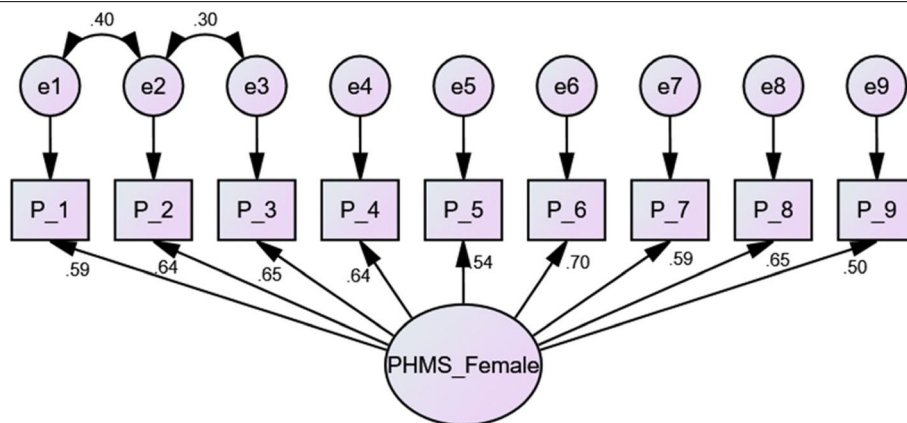 .40 .30
e1 e2 e3 e4 e5 e6 e7 e8 e9
P_1 P_2 P_3 P_4 P_5 P_6 P_7 P_8 P_9
.59 .64 .65 .64 .54 .70 .59 .65 .50
PHMS_Female